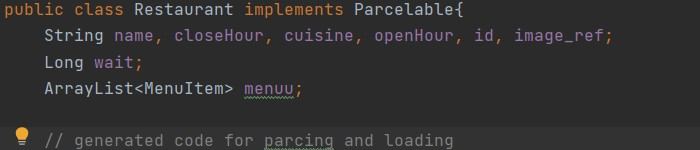 public class Restaurant implements Parcelable{
String name, closeHour, cuisine, openHour, id, image_ref;
Long wait;
ArrayList<MenuItem> menuu;
// generated code for parcing and loading